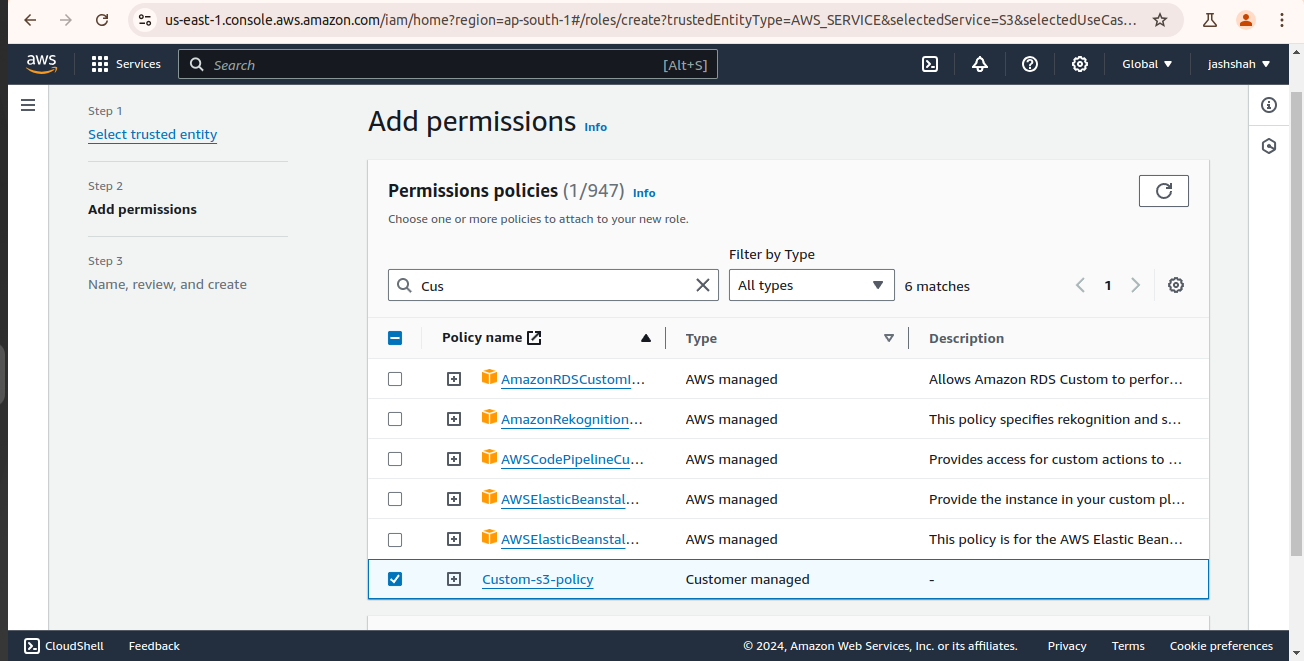 us-east-1.console.aws.amazon.com/iam/home?region=ap-south-1#/roles/create?trustedEntityType=AWS_SERVICE&selectedService=S3&selectedUseCas...
aws
Services
Search
[Alt+S]
Global
jashshah
Step 1
Select trusted entity
Step 2
Add permissions
Step 3
Name, review, and create
Add permissions Info
Permissions policies (1/947) Info
Choose one or more policies to attach to your new role.
Filter by Type
Cus
All types
6 matches
1
Policy name Type Description
AmazonRDSCustomI... AWS managed Allows Amazon RDS Custom to perfor...
AmazonRekognition... AWS managed This policy specifies rekognition and s...
AWSCodePipelineCu... AWS managed Provides access for custom actions to ...
AWSElasticBeanstal... AWS managed Provide the instance in your custom pl...
AWSElasticBeanstal... AWS managed This policy is for the AWS Elastic Bean...
Custom-s3-policy Customer managed -
CloudShell Feedback © 2024, Amazon Web Services, Inc. or its affiliates. Privacy Terms Cookie preferences